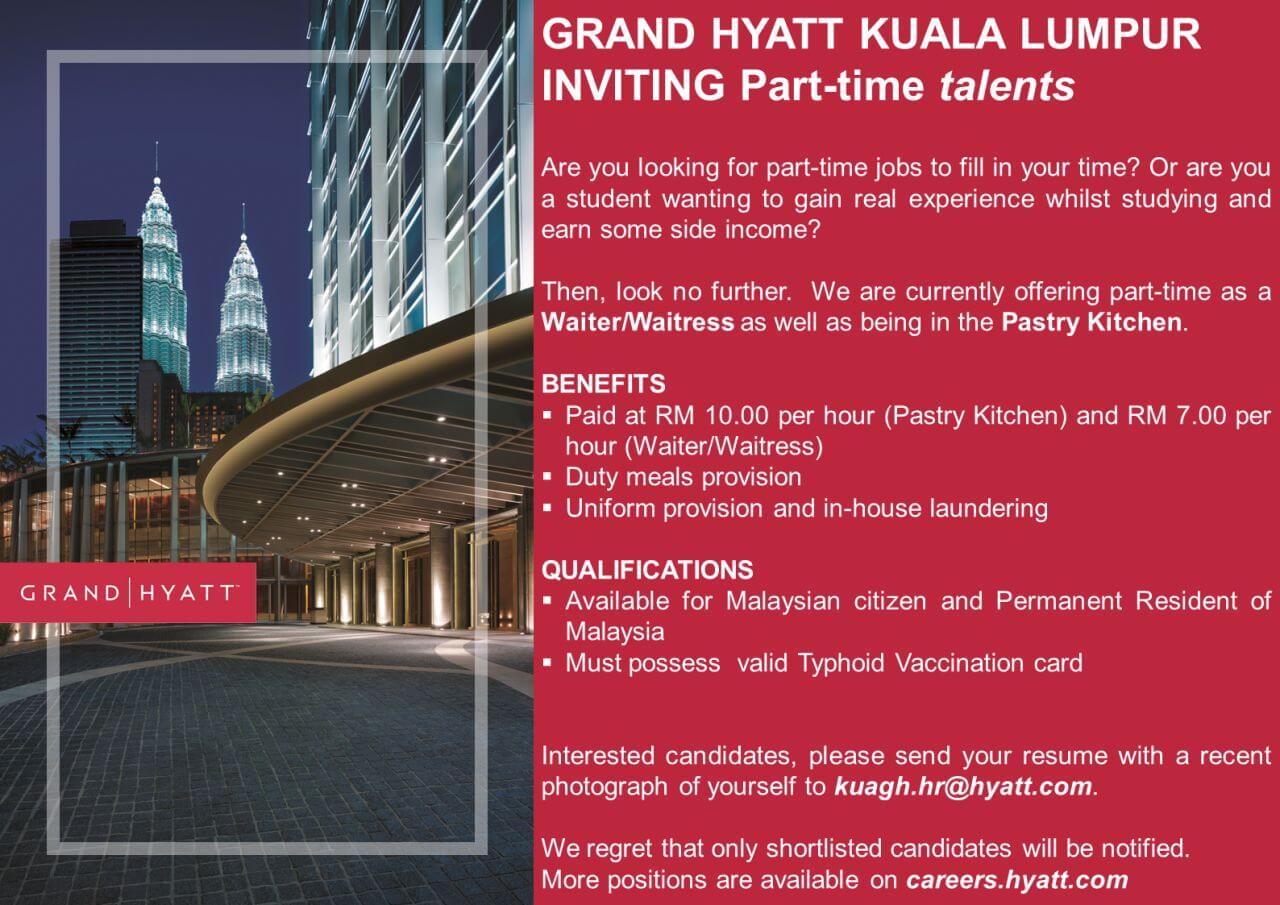 GRAND HYATT KUALA LUMPUR
INVITING Part-time talents
Are you looking for part-time jobs to fill in your time? Or are you
a student wanting to gain real experience whilst studying and
earn some side income?
Then, look no further. We are currently offering part-time as a
Waiter/Waitress as well as being in the Pastry Kitchen.
BENEFITS
▪ Paid at RM 10.00 per hour (Pastry Kitchen) and RM 7.00 per
hour (Waiter/Waitress)
▪ Duty meals provision
▪ Uniform provision and in-house laundering
QUALIFICATIONS
▪ Available for Malaysian citizen and Permanent Resident of
Malaysia
▪ Must possess valid Typhoid Vaccination card
Interested candidates, please send your resume with a recent
photograph of yourself to kuagh.hr@hyatt.com.
We regret that only shortlisted candidates will be notified.
More positions are available on careers.hyatt.com
GRAND | HYATT™